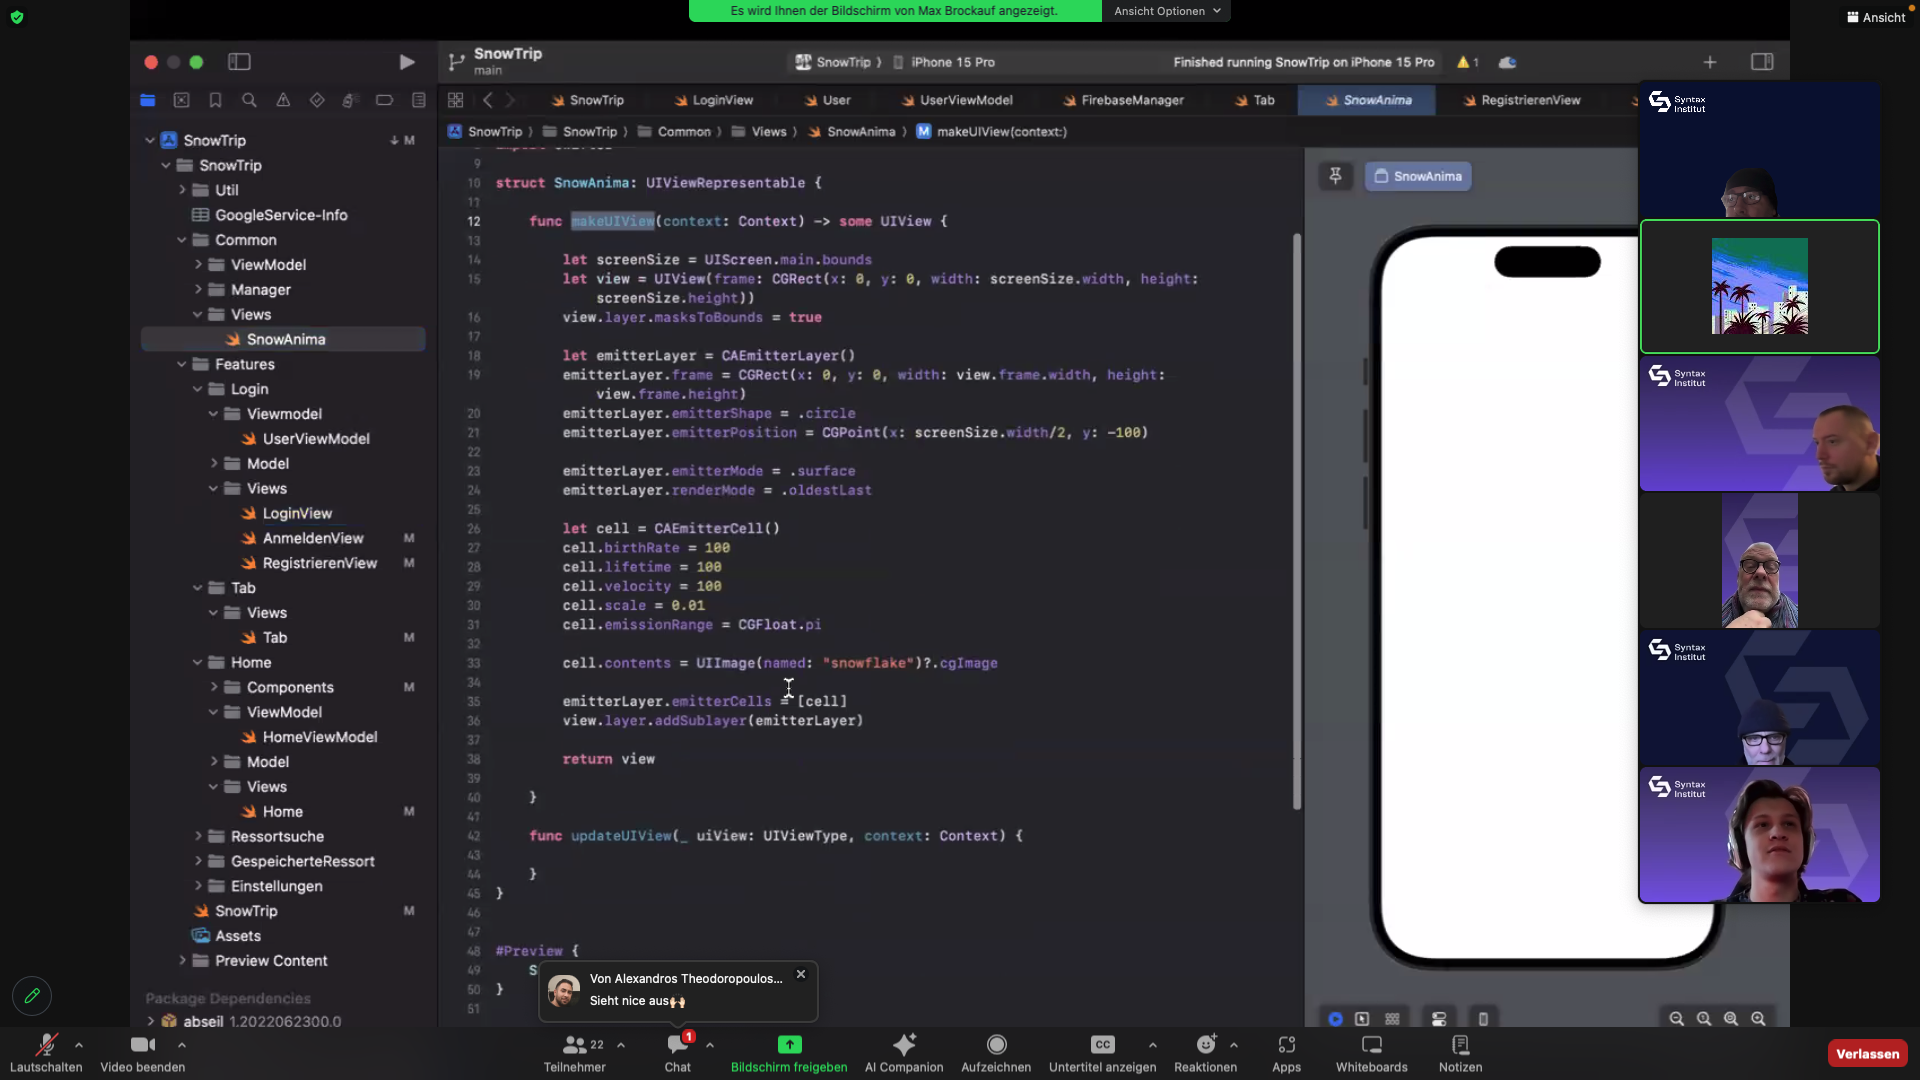 Es wird Ihnen der Bildschirm von Max Brockauf angezeigt.
Ansicht Optionen
Ansicht
SnowTrip
main
SnowTrip
iPhone 15 Pro
Finished running SnowTrip on iPhone 15 Pro
1
SnowTrip
LoginView
User
UserViewModel
FirebaseManager
Tab
SnowAnima
RegistrierenView
SnowTrip
SnowTrip
Common
Views
SnowAnima
M
makeUIView(context:)
SnowTrip
M
SnowTrip
Util
GoogleService-Info
Common
ViewModel
Manager
Views
SnowAnima
Features
Login
Viewmodel
UserViewModel
Model
Views
LoginView
AnmeldenView M
RegistrierenView M
Tab
Views
Tab M
Home
Components M
ViewModel
HomeViewModel
Model
Views
Home M
Ressortsuche
GespeicherteRessort
Einstellungen
SnowTrip M
Assets
Preview Content
Package Dependencies
abseil 1.2022062300.0
9
10 struct SnowAnima: UIViewRepresentable {
11
12 func makeUIView(context: Context) -> some UIView {
13
14 let screenSize = UIScreen.main.bounds
15 let view = UIView(frame: CGRect(x: 0, y: 0, width: screenSize.width, height:
screenSize.height))
16 view.layer.masksToBounds = true
17
18 let emitterLayer = CAEmitterLayer()
19 emitterLayer.frame = CGRect(x: 0, y: 0, width: view.frame.width, height:
view.frame.height)
20 emitterLayer.emitterShape = .circle
21 emitterLayer.emitterPosition = CGPoint(x: screenSize.width/2, y: -100)
22
23 emitterLayer.emitterMode = .surface
24 emitterLayer.renderMode = .oldestLast
25
26 let cell = CAEmitterCell()
27 cell.birthRate = 100
28 cell.lifetime = 100
29 cell.velocity = 100
30 cell.scale = 0.01
31 cell.emissionRange = CGFloat.pi
32
33 cell.contents = UIImage(named: "snowflake")?.cgImage
34
35 emitterLayer.emitterCells = [cell]
36 view.layer.addSublayer(emitterLayer)
37
38 return view
39
40 }
41
42 func updateUIView(_ uiView: UIViewType, context: Context) {
43
44 }
45 }
46
47
48 #Preview {
49 S
50 }
51
SnowAnima
Syntax
Institut
Syntax
Institut
Syntax
Institut
Syntax
Institut
Von Alexandros Theodoropoulos...
Sieht nice aus🙌🏻
Lautschalten
Video beenden
22
Teilnehmer
1
Chat
Bildschirm freigeben
AI Companion
Aufzeichnen
CC
Untertitel anzeigen
Reaktionen
Apps
Whiteboards
Notizen
Verlassen